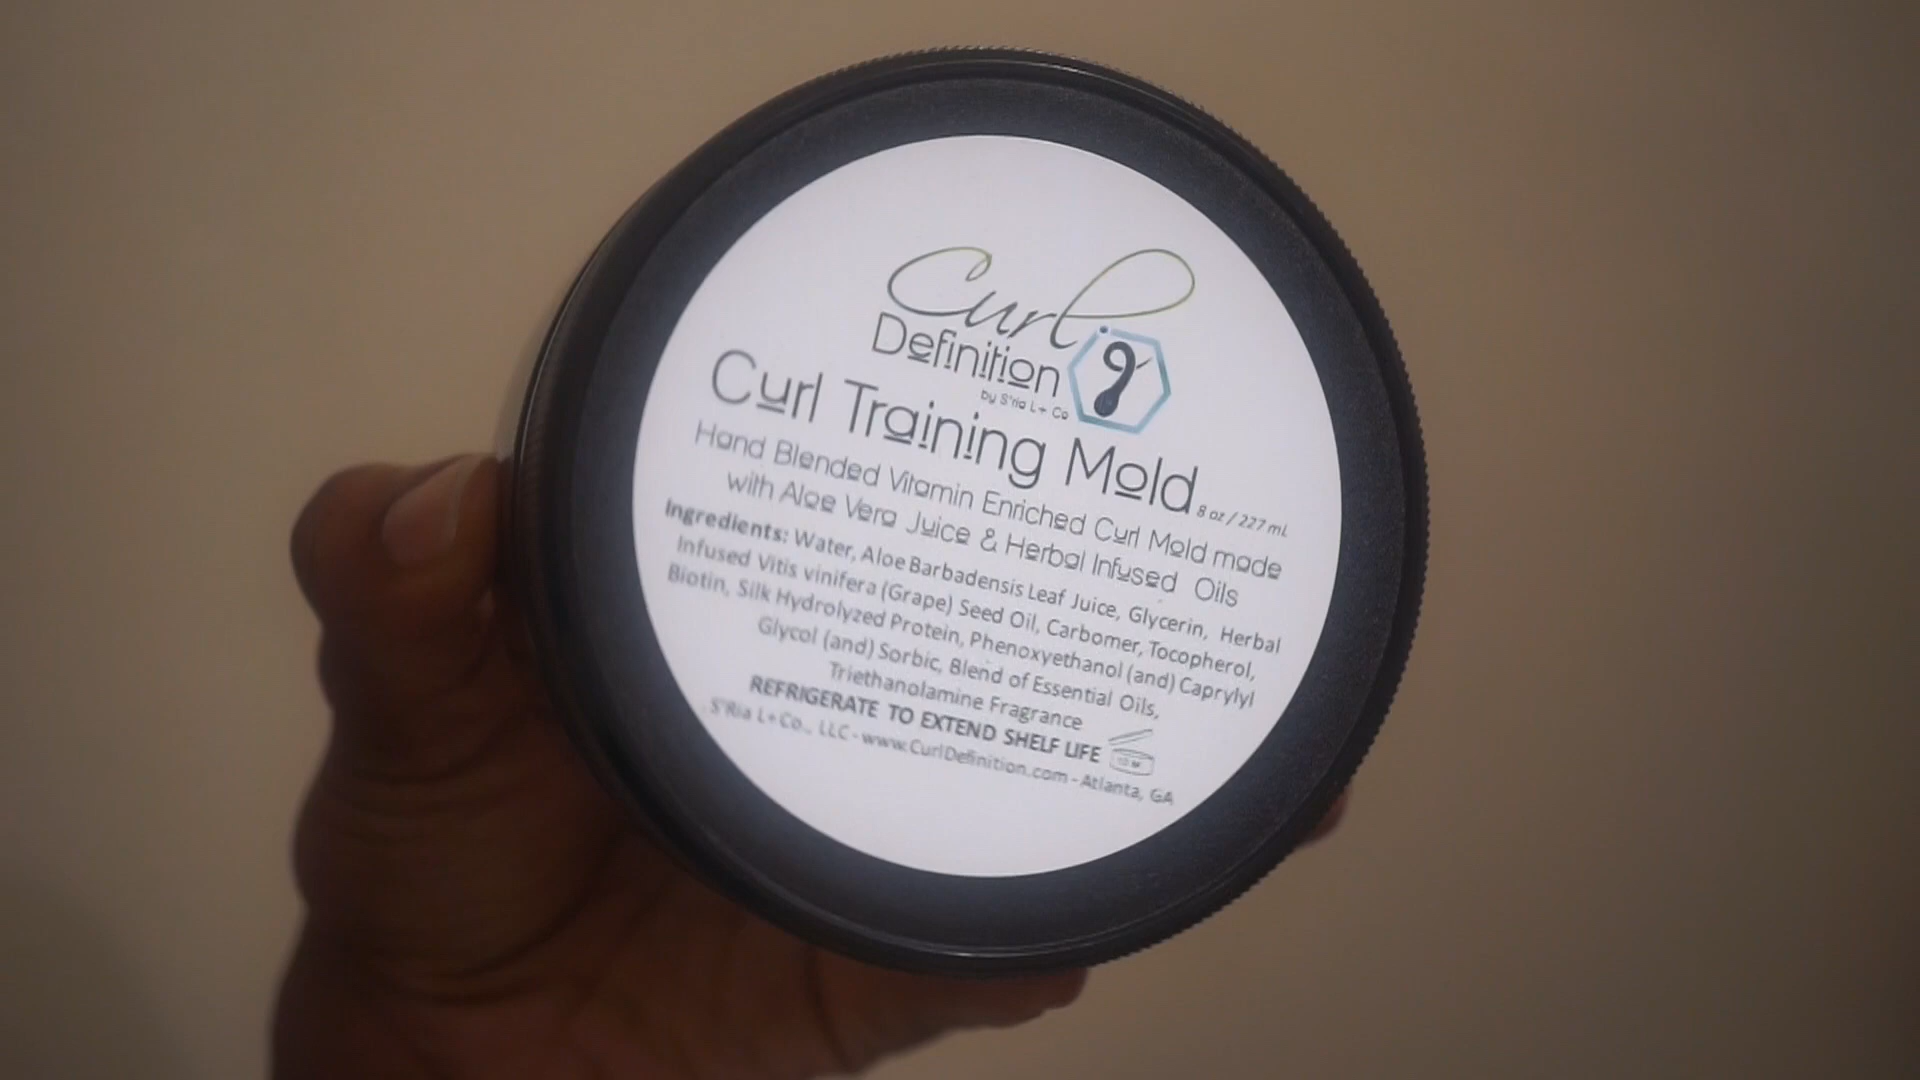 Curl
Definition
by S'ria L+ Co
Curl Training Mold 8 oz / 227 mL
Hand Blended Vitamin Enriched Curl Mold made
with Aloe Vera Juice & Herbal Infused Oils
Ingredients: Water, Aloe Barbadensis Leaf Juice, Glycerin, Herbal
Infused Vitis vinifera (Grape) Seed Oil, Carbomer, Tocopherol,
Biotin, Silk Hydrolyzed Protein, Phenoxyethanol (and) Caprylyl
Glycol (and) Sorbic, Blend of Essential Oils,
Triethanolamine Fragrance
REFRIGERATE TO EXTEND SHELF LIFE
S'Ria L+Co., LLC - www.CurlDefinition.com - Atlanta, GA